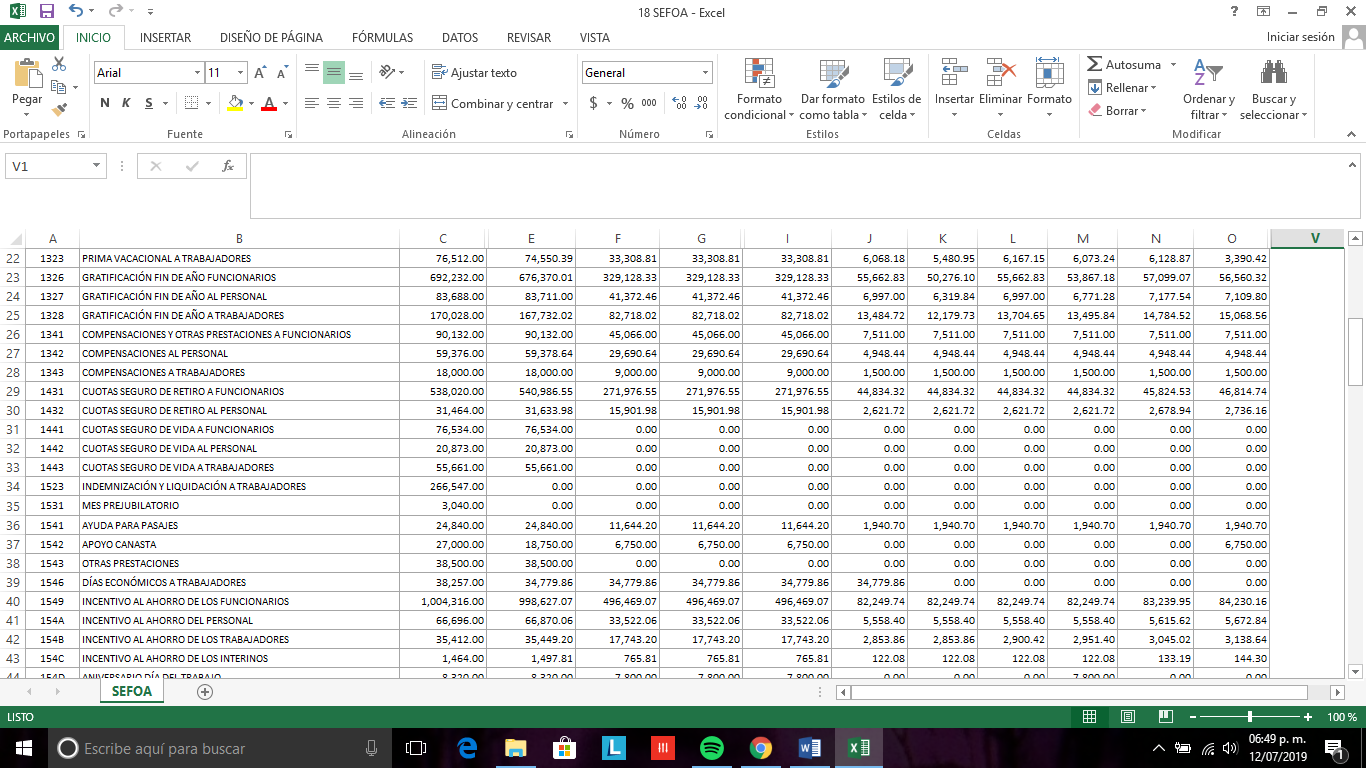 18 SEFOA - Excel
ARCHIVO INICIO INSERTAR DISEÑO DE PÁGINA FÓRMULAS DATOS REVISAR VISTA Iniciar sesión
Pegar Arial 11 Ajustar texto General Formato condicional Dar formato como tabla Estilos de celda Insertar Eliminar Formato Autosuma Rellenar Borrar Ordenar y filtrar Buscar y seleccionar
N K S Combinar y centrar $ % 000
Portapapeles Fuente Alineación Número Estilos Celdas Modificar
V1 fx
A B C E F G I J K L M N O V
22 1323 PRIMA VACACIONAL A TRABAJADORES 76,512.00 74,550.39 33,308.81 33,308.81 33,308.81 6,068.18 5,480.95 6,167.15 6,073.24 6,128.87 3,390.42
23 1326 GRATIFICACIÓN FIN DE AÑO FUNCIONARIOS 692,232.00 676,370.01 329,128.33 329,128.33 329,128.33 55,662.83 50,276.10 55,662.83 53,867.18 57,099.07 56,560.32
24 1327 GRATIFICACIÓN FIN DE AÑO AL PERSONAL 83,688.00 83,711.00 41,372.46 41,372.46 41,372.46 6,997.00 6,319.84 6,997.00 6,771.28 7,177.54 7,109.80
25 1328 GRATIFICACIÓN FIN DE AÑO A TRABAJADORES 170,028.00 167,732.02 82,718.02 82,718.02 82,718.02 13,484.72 12,179.73 13,704.65 13,495.84 14,784.52 15,068.56
26 1341 COMPENSACIONES Y OTRAS PRESTACIONES A FUNCIONARIOS 90,132.00 90,132.00 45,066.00 45,066.00 45,066.00 7,511.00 7,511.00 7,511.00 7,511.00 7,511.00 7,511.00
27 1342 COMPENSACIONES AL PERSONAL 59,376.00 59,378.64 29,690.64 29,690.64 29,690.64 4,948.44 4,948.44 4,948.44 4,948.44 4,948.44 4,948.44
28 1343 COMPENSACIONES A TRABAJADORES 18,000.00 18,000.00 9,000.00 9,000.00 9,000.00 1,500.00 1,500.00 1,500.00 1,500.00 1,500.00 1,500.00
29 1431 CUOTAS SEGURO DE RETIRO A FUNCIONARIOS 538,020.00 540,986.55 271,976.55 271,976.55 271,976.55 44,834.32 44,834.32 44,834.32 44,834.32 45,824.53 46,814.74
30 1432 CUOTAS SEGURO DE RETIRO AL PERSONAL 31,464.00 31,633.98 15,901.98 15,901.98 15,901.98 2,621.72 2,621.72 2,621.72 2,621.72 2,678.94 2,736.16
31 1441 CUOTAS SEGURO DE VIDA A FUNCIONARIOS 76,534.00 76,534.00 0.00 0.00 0.00 0.00 0.00 0.00 0.00 0.00 0.00
32 1442 CUOTAS SEGURO DE VIDA AL PERSONAL 20,873.00 20,873.00 0.00 0.00 0.00 0.00 0.00 0.00 0.00 0.00 0.00
33 1443 CUOTAS SEGURO DE VIDA A TRABAJADORES 55,661.00 55,661.00 0.00 0.00 0.00 0.00 0.00 0.00 0.00 0.00 0.00
34 1523 INDEMNIZACIÓN Y LIQUIDACIÓN A TRABAJADORES 266,547.00 0.00 0.00 0.00 0.00 0.00 0.00 0.00 0.00 0.00 0.00
35 1531 MES PREJUBILATORIO 3,040.00 0.00 0.00 0.00 0.00 0.00 0.00 0.00 0.00 0.00 0.00
36 1541 AYUDA PARA PASAJES 24,840.00 24,840.00 11,644.20 11,644.20 11,644.20 1,940.70 1,940.70 1,940.70 1,940.70 1,940.70 1,940.70
37 1542 APOYO CANASTA 27,000.00 18,750.00 6,750.00 6,750.00 6,750.00 0.00 0.00 0.00 0.00 0.00 6,750.00
38 1543 OTRAS PRESTACIONES 38,500.00 38,500.00 0.00 0.00 0.00 0.00 0.00 0.00 0.00 0.00 0.00
39 1546 DÍAS ECONÓMICOS A TRABAJADORES 38,257.00 34,779.86 34,779.86 34,779.86 34,779.86 34,779.86 0.00 0.00 0.00 0.00 0.00
40 1549 INCENTIVO AL AHORRO DE LOS FUNCIONARIOS 1,004,316.00 998,627.07 496,469.07 496,469.07 496,469.07 82,249.74 82,249.74 82,249.74 82,249.74 83,239.95 84,230.16
41 154A INCENTIVO AL AHORRO DEL PERSONAL 66,696.00 66,870.06 33,522.06 33,522.06 33,522.06 5,558.40 5,558.40 5,558.40 5,558.40 5,615.62 5,672.84
42 154B INCENTIVO AL AHORRO DE LOS TRABAJADORES 35,412.00 35,449.20 17,743.20 17,743.20 17,743.20 2,853.86 2,853.86 2,900.42 2,951.40 3,045.02 3,138.64
43 154C INCENTIVO AL AHORRO DE LOS INTERINOS 1,464.00 1,497.81 765.81 765.81 765.81 122.08 122.08 122.08 122.08 133.19 144.30
44 154D ANIVERSARIO DÍA DEL TRABAJO 8,320.00 8,320.00 7,800.00 7,800.00 7,800.00 0.00 0.00 0.00 7,800.00 0.00 0.00
SEFOA
LISTO 100 %
Escribe aquí para buscar
06:49 p. m.
12/07/2019
1